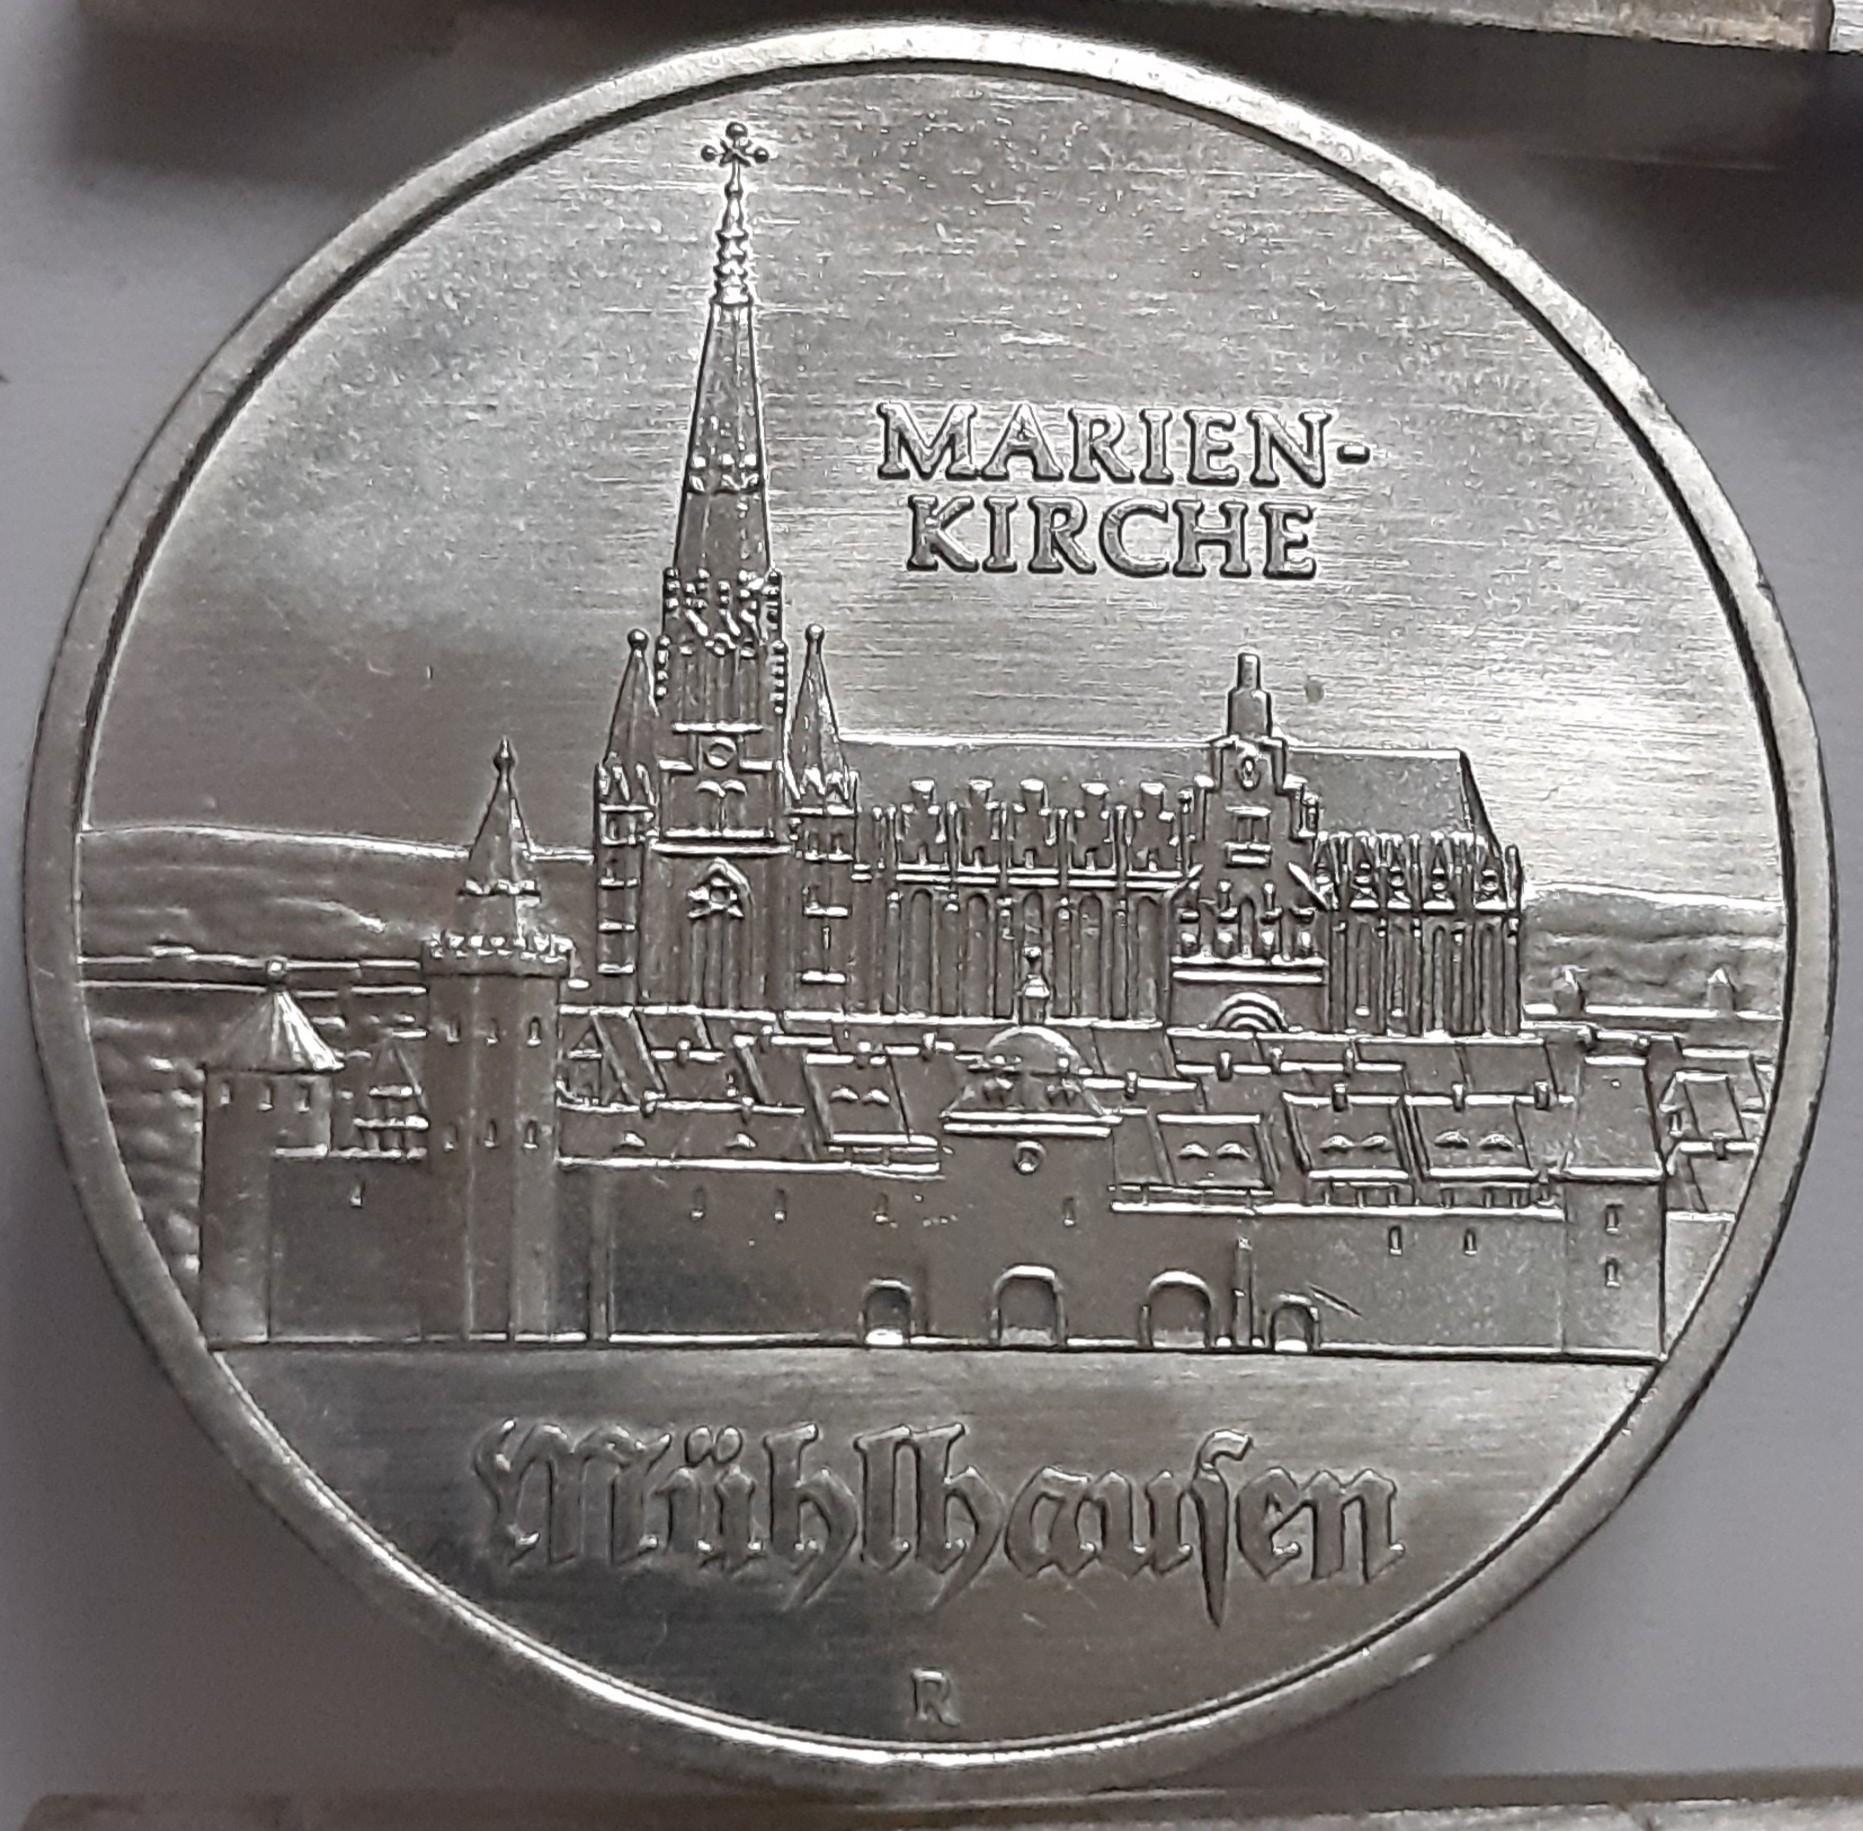 MARIEN-
KIRCHE
Mühlhauſen
R